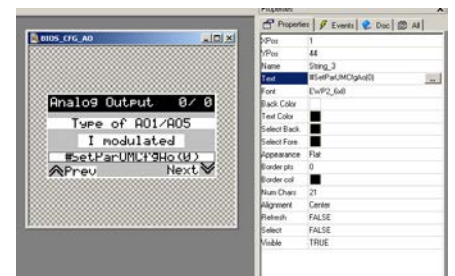 Properties
BIOS_CFG_AO
Analog Output 0/ 0
Type of AO1/AO5
I modulated
#SetParUMCfgAo(0)
Prev Next
Properties Events Doc All
XPos 1
YPos 44
Name String_3
Text #SetParUMCfgAo(0) ...
Font EWP2_6x8
Back Color
Text Color
Select Back.
Select Fore
Appearance Flat
Border pts 0
Border col
Num Chars 21
Alignment Center
Refresh FALSE
Select FALSE
Visible TRUE